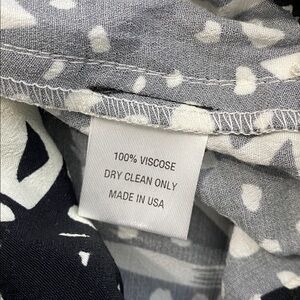 100% VISCOSE
DRY CLEAN ONLY
MADE IN USA